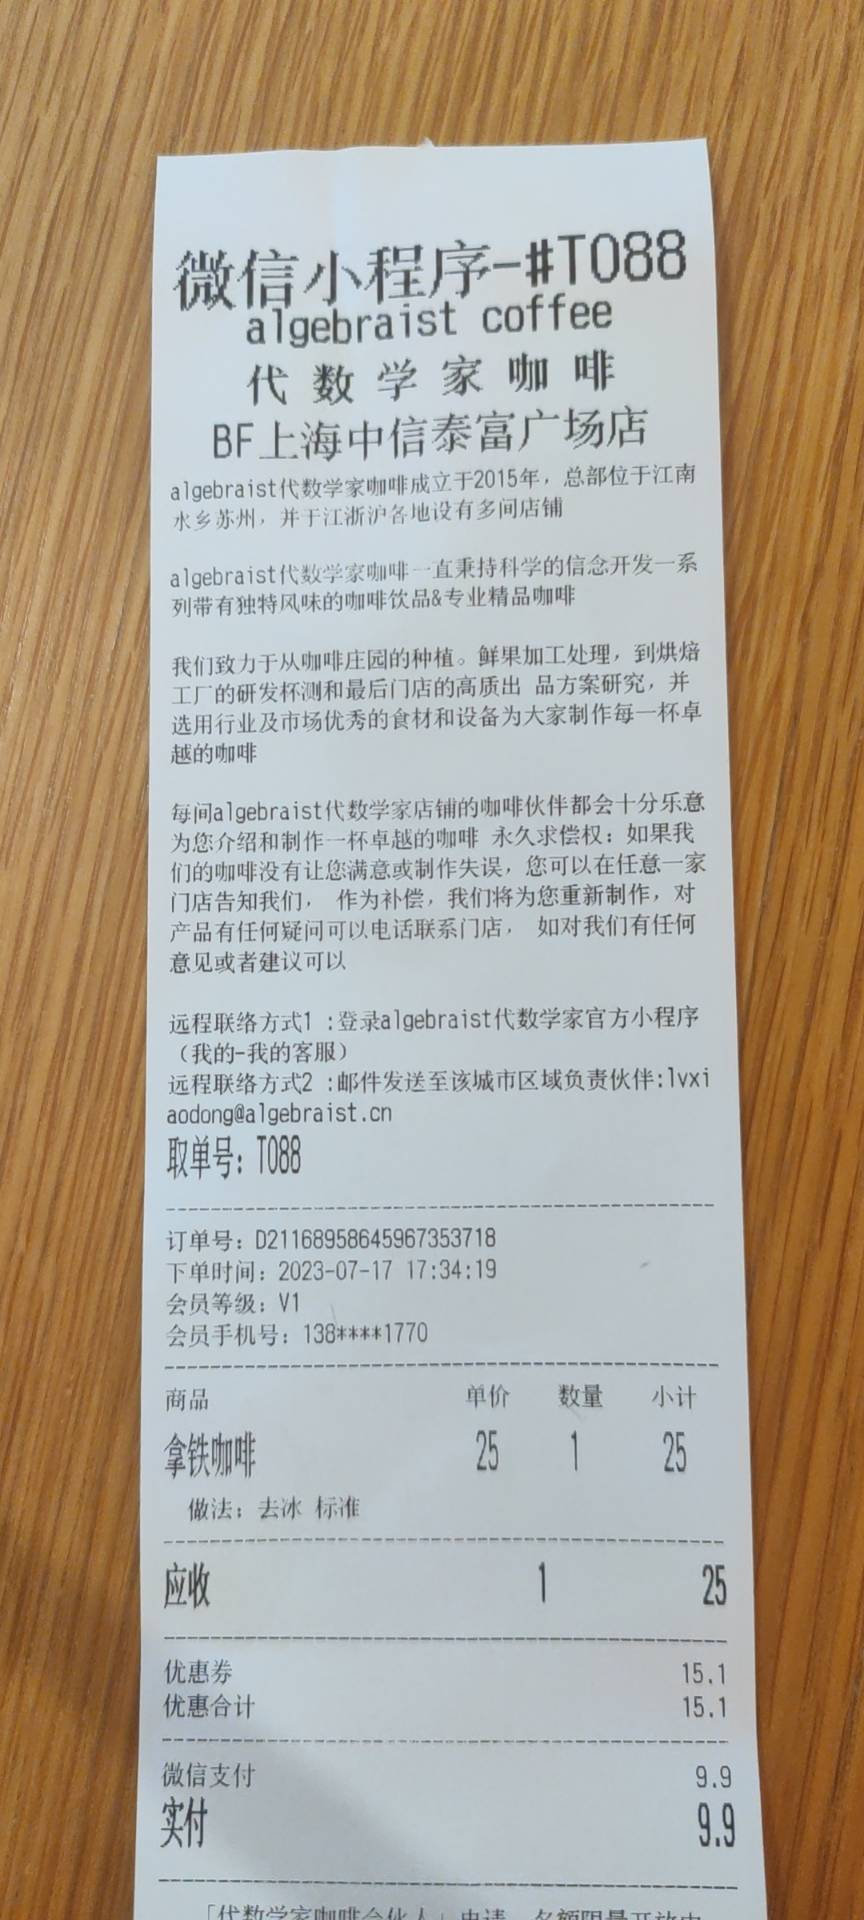 微信小程序-#T088
algebraist coffee
代数学家咖啡
BF上海中信泰富广场店
algebraist代数学家咖啡成立于2015年，总部位于江南
水乡苏州，并于江浙沪各地设有多间店铺
algebraist代数学家咖啡一直秉持科学的信念开发一系
列带有独特风味的咖啡饮品&专业精品咖啡
我们致力于从咖啡庄园的种植。鲜果加工处理，到烘焙
工厂的研发杯测和最后门店的高质出 品方案研究，并
选用行业及市场优秀的食材和设备为大家制作每一杯卓
越的咖啡
每间algebraist代数学家店铺的咖啡伙伴都会十分乐意
为您介绍和制作一杯卓越的咖啡 永久求偿权：如果我
们的咖啡没有让您满意或制作失误，您可以在任意一家
门店告知我们， 作为补偿，我们将为您重新制作，对
产品有任何疑问可以电话联系门店， 如对我们有任何
意见或者建议可以
远程联络方式1 :登录algebraist代数学家官方小程序
（我的-我的客服）
远程联络方式2 :邮件发送至该城市区域负责伙伴:lvxi
aodong@algebraist.cn
取单号：T088
订单号：D21168958645967353718
下单时间：2023-07-17 17:34:19
会员等级：V1
会员手机号：138****1770
商品 单价 数量 小计
拿铁咖啡 25 1 25
做法：去冰 标准
应收 1 25
优惠券 15.1
优惠合计 15.1
微信支付 9.9
实付 9.9
「代数学家咖啡合伙人」申请，名额限量开放中